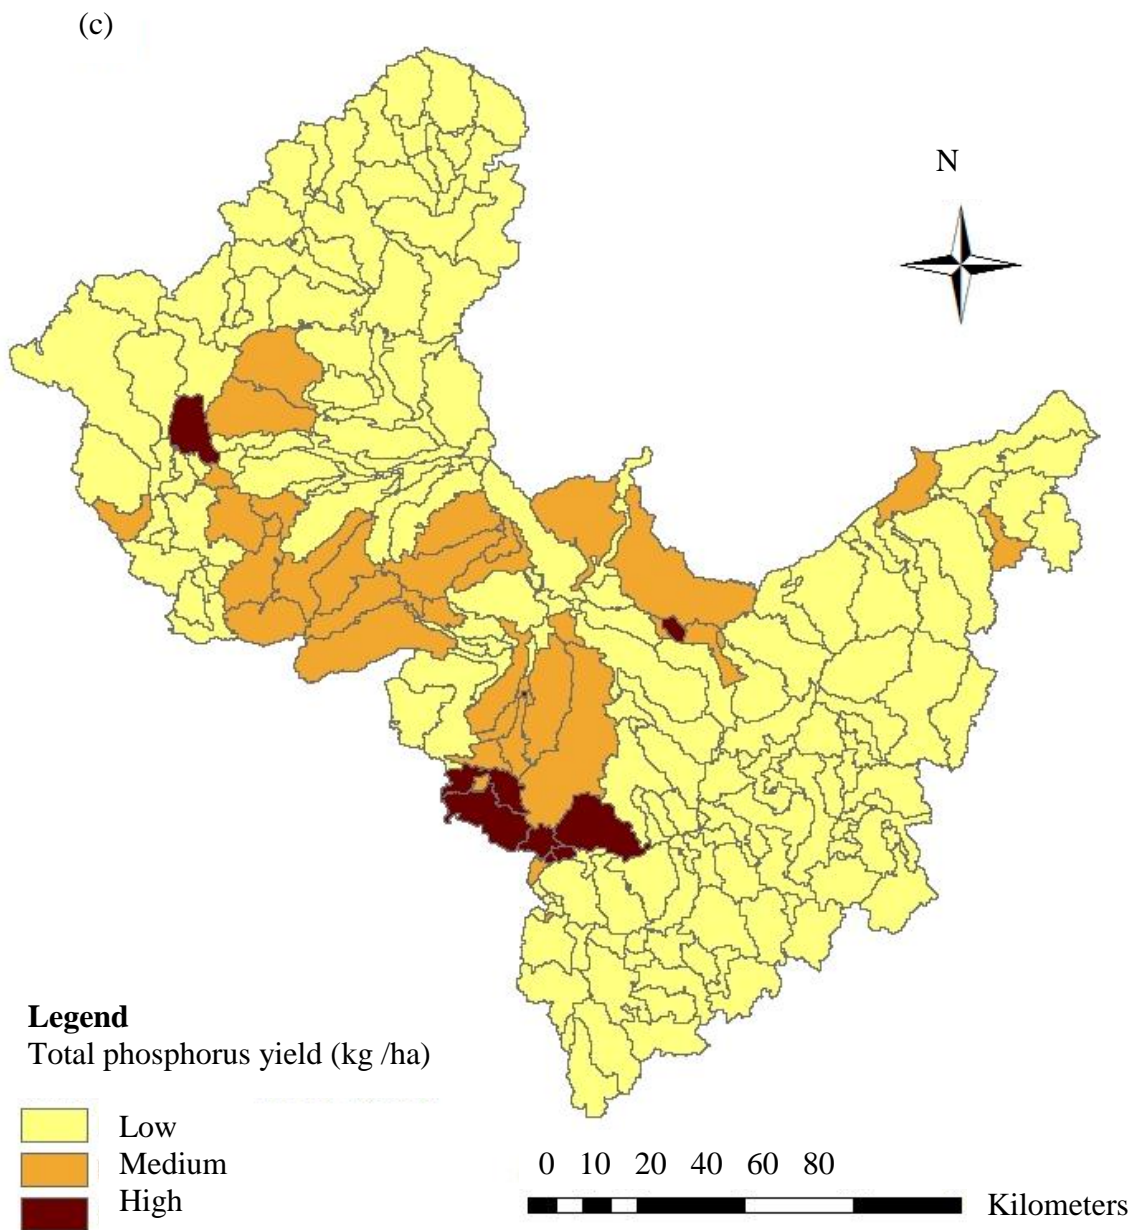 (c)
N
Legend
Total phosphorus yield (kg /ha)
Low
Medium
High
0 10 20 40 60 80
Kilometers